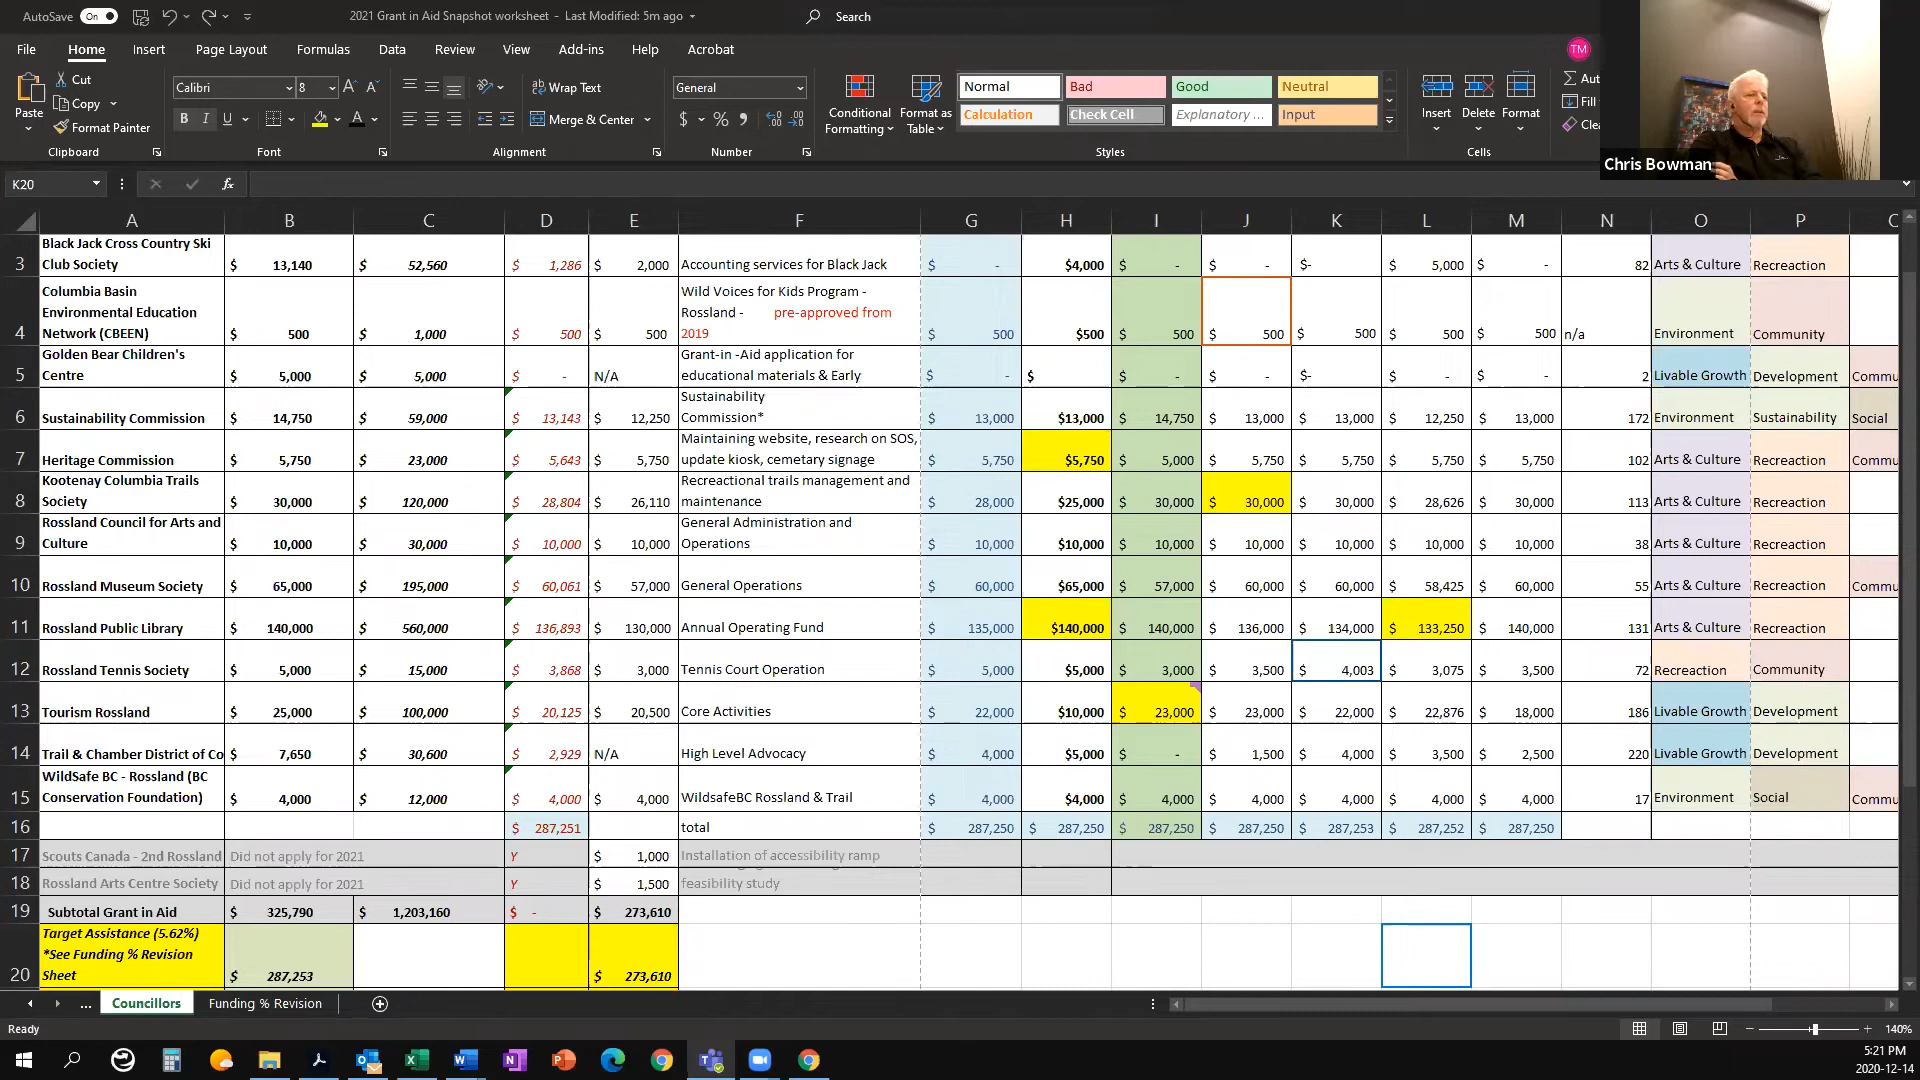 AutoSave On 2021 Grant in Aid Snapshot worksheet - Last Modified: 5m ago Search
File Home Insert Page Layout Formulas Data Review View Add-ins Help Acrobat TM
Paste Cut Copy Format Painter Clipboard
Calibri 8 B I U A Font
Wrap Text Merge & Center Alignment
General $ % Number
Conditional Formatting Format as Table
Normal Bad Good Neutral
Calculation Check Cell Explanatory ... Input
Styles
Insert Delete Format Cells
Aut
Fill
Clea
Chris Bowman
K20 fx
A B C D E F G H I J K L M N O P
3 Black Jack Cross Country Ski Club Society $ 13,140 $ 52,560 $ 1,286 $ 2,000 Accounting services for Black Jack $ - $4,000 $ - $ - $- $ 5,000 $ - 82 Arts & Culture Recreaction
4 Columbia Basin Environmental Education Network (CBEEN) $ 500 $ 1,000 $ 500 $ 500 Wild Voices for Kids Program - Rossland - pre-approved from 2019 $ 500 $500 $ 500 $ 500 $ 500 $ 500 $ 500 n/a Environment Community
5 Golden Bear Children's Centre $ 5,000 $ 5,000 $ - N/A Grant-in -Aid application for educational materials & Early $ - $ $ - $ - $- $ - $ - 2 Livable Growth Development Commu
6 Sustainability Commission $ 14,750 $ 59,000 $ 13,143 $ 12,250 Sustainability Commission* $ 13,000 $13,000 $ 14,750 $ 13,000 $ 13,000 $ 12,250 $ 13,000 172 Environment Sustainability Social
7 Heritage Commission $ 5,750 $ 23,000 $ 5,643 $ 5,750 Maintaining website, research on SOS, update kiosk, cemetary signage $ 5,750 $5,750 $ 5,000 $ 5,750 $ 5,750 $ 5,750 $ 5,750 102 Arts & Culture Recreaction Commu
8 Kootenay Columbia Trails Society $ 30,000 $ 120,000 $ 28,804 $ 26,110 Recreactional trails management and maintenance $ 28,000 $25,000 $ 30,000 $ 30,000 $ 30,000 $ 28,626 $ 30,000 113 Arts & Culture Recreaction
9 Rossland Council for Arts and Culture $ 10,000 $ 30,000 $ 10,000 $ 10,000 General Administration and Operations $ 10,000 $10,000 $ 10,000 $ 10,000 $ 10,000 $ 10,000 $ 10,000 38 Arts & Culture Recreaction
10 Rossland Museum Society $ 65,000 $ 195,000 $ 60,061 $ 57,000 General Operations $ 60,000 $65,000 $ 57,000 $ 60,000 $ 60,000 $ 58,425 $ 60,000 55 Arts & Culture Recreaction Commu
11 Rossland Public Library $ 140,000 $ 560,000 $ 136,893 $ 130,000 Annual Operating Fund $ 135,000 $140,000 $ 140,000 $ 136,000 $ 134,000 $ 133,250 $ 140,000 131 Arts & Culture Recreaction
12 Rossland Tennis Society $ 5,000 $ 15,000 $ 3,868 $ 3,000 Tennis Court Operation $ 5,000 $5,000 $ 3,000 $ 3,500 $ 4,003 $ 3,075 $ 3,500 72 Recreaction Community
13 Tourism Rossland $ 25,000 $ 100,000 $ 20,125 $ 20,500 Core Activities $ 22,000 $10,000 $ 23,000 $ 23,000 $ 22,000 $ 22,876 $ 18,000 186 Livable Growth Development
14 Trail & Chamber District of Co $ 7,650 $ 30,600 $ 2,929 N/A High Level Advocacy $ 4,000 $5,000 $ - $ 1,500 $ 4,000 $ 3,500 $ 2,500 220 Livable Growth Development
15 WildSafe BC - Rossland (BC Conservation Foundation) $ 4,000 $ 12,000 $ 4,000 $ 4,000 WildsafeBC Rossland & Trail $ 4,000 $4,000 $ 4,000 $ 4,000 $ 4,000 $ 4,000 $ 4,000 17 Environment Social Commu
16 $ 287,251 total $ 287,250 $ 287,250 $ 287,250 $ 287,250 $ 287,253 $ 287,252 $ 287,250
17 Scouts Canada - 2nd Rossland Did not apply for 2021 Y $ 1,000 Installation of accessibility ramp
18 Rossland Arts Centre Society Did not apply for 2021 Y $ 1,500 feasibility study
19 Subtotal Grant in Aid $ 325,790 $ 1,203,160 $ - $ 273,610
20 Target Assistance (5.62%) *See Funding % Revision Sheet $ 287,253 $ 273,610
... Councillors Funding % Revision
Ready 140%
5:21 PM
2020-12-14